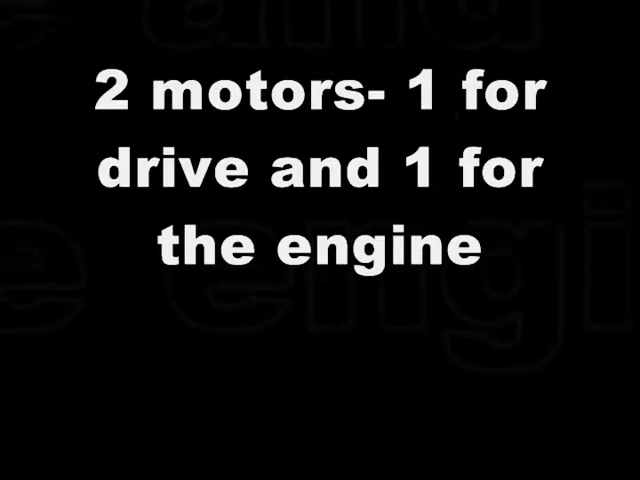 2 motors- 1 for
drive and 1 for
the engine